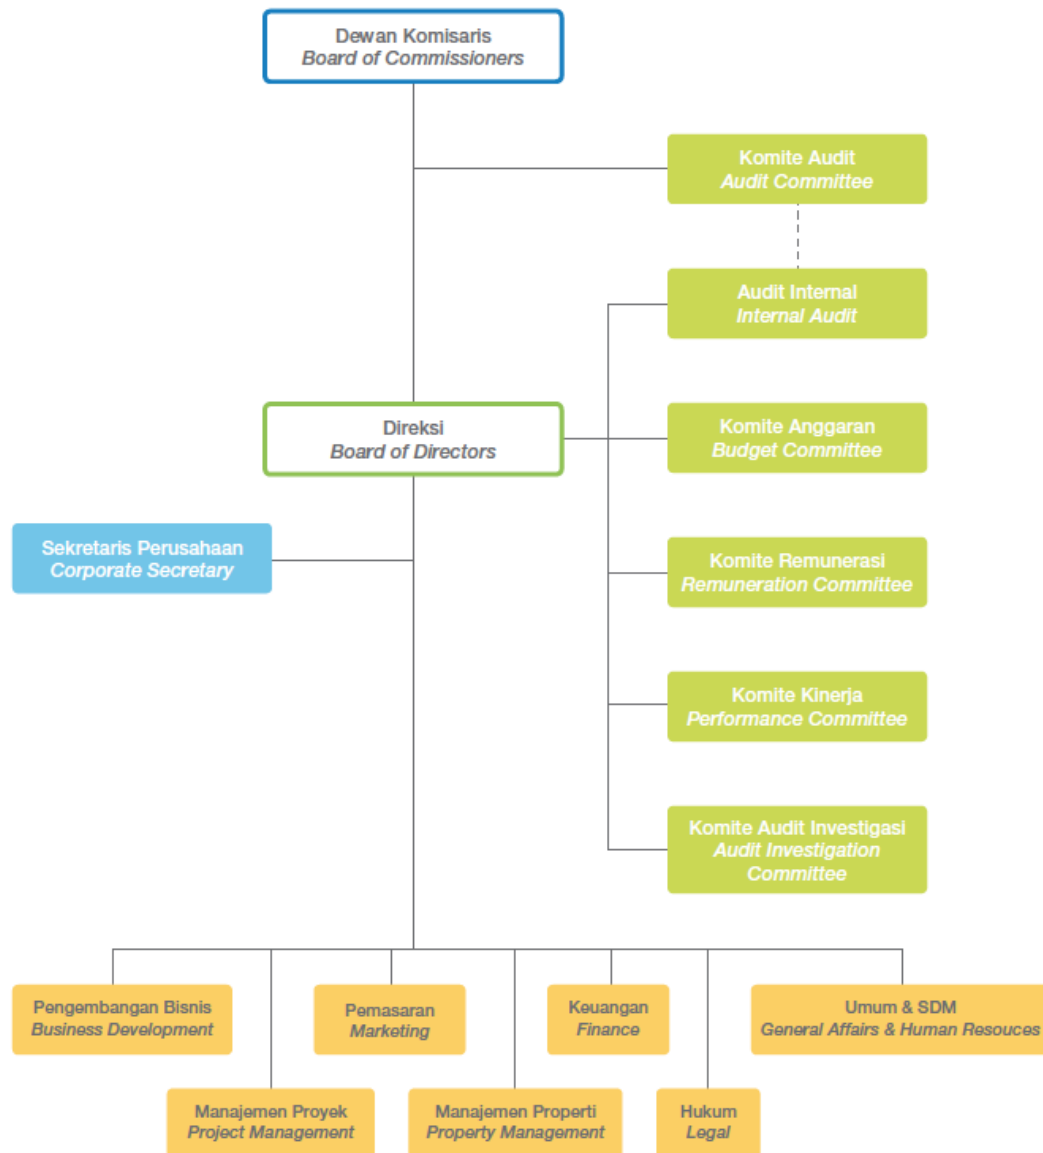 Dewan Komisaris
Board of Commissioners
Komite Audit
Audit Committee
Audit Internal
Internal Audit
Direksi
Board of Directors
Komite Anggaran
Budget Committee
Sekretaris Perusahaan
Corporate Secretary
Komite Remunerasi
Remuneration Committee
Komite Kinerja
Performance Committee
Komite Audit Investigasi
Audit Investigation
Committee
Pengembangan Bisnis
Business Development
Pemasaran
Marketing
Keuangan
Finance
Umum & SDM
General Affairs & Human Resouces
Manajemen Proyek
Project Management
Manajemen Properti
Property Management
Hukum
Legal